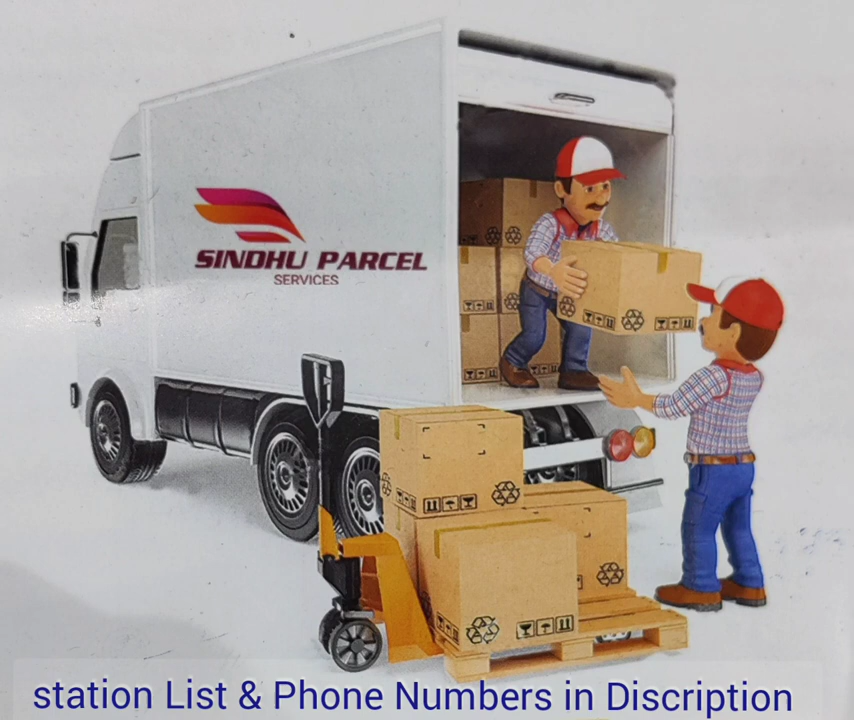 SINDHU PARCEL
SERVICES
station List & Phone Numbers in Discription